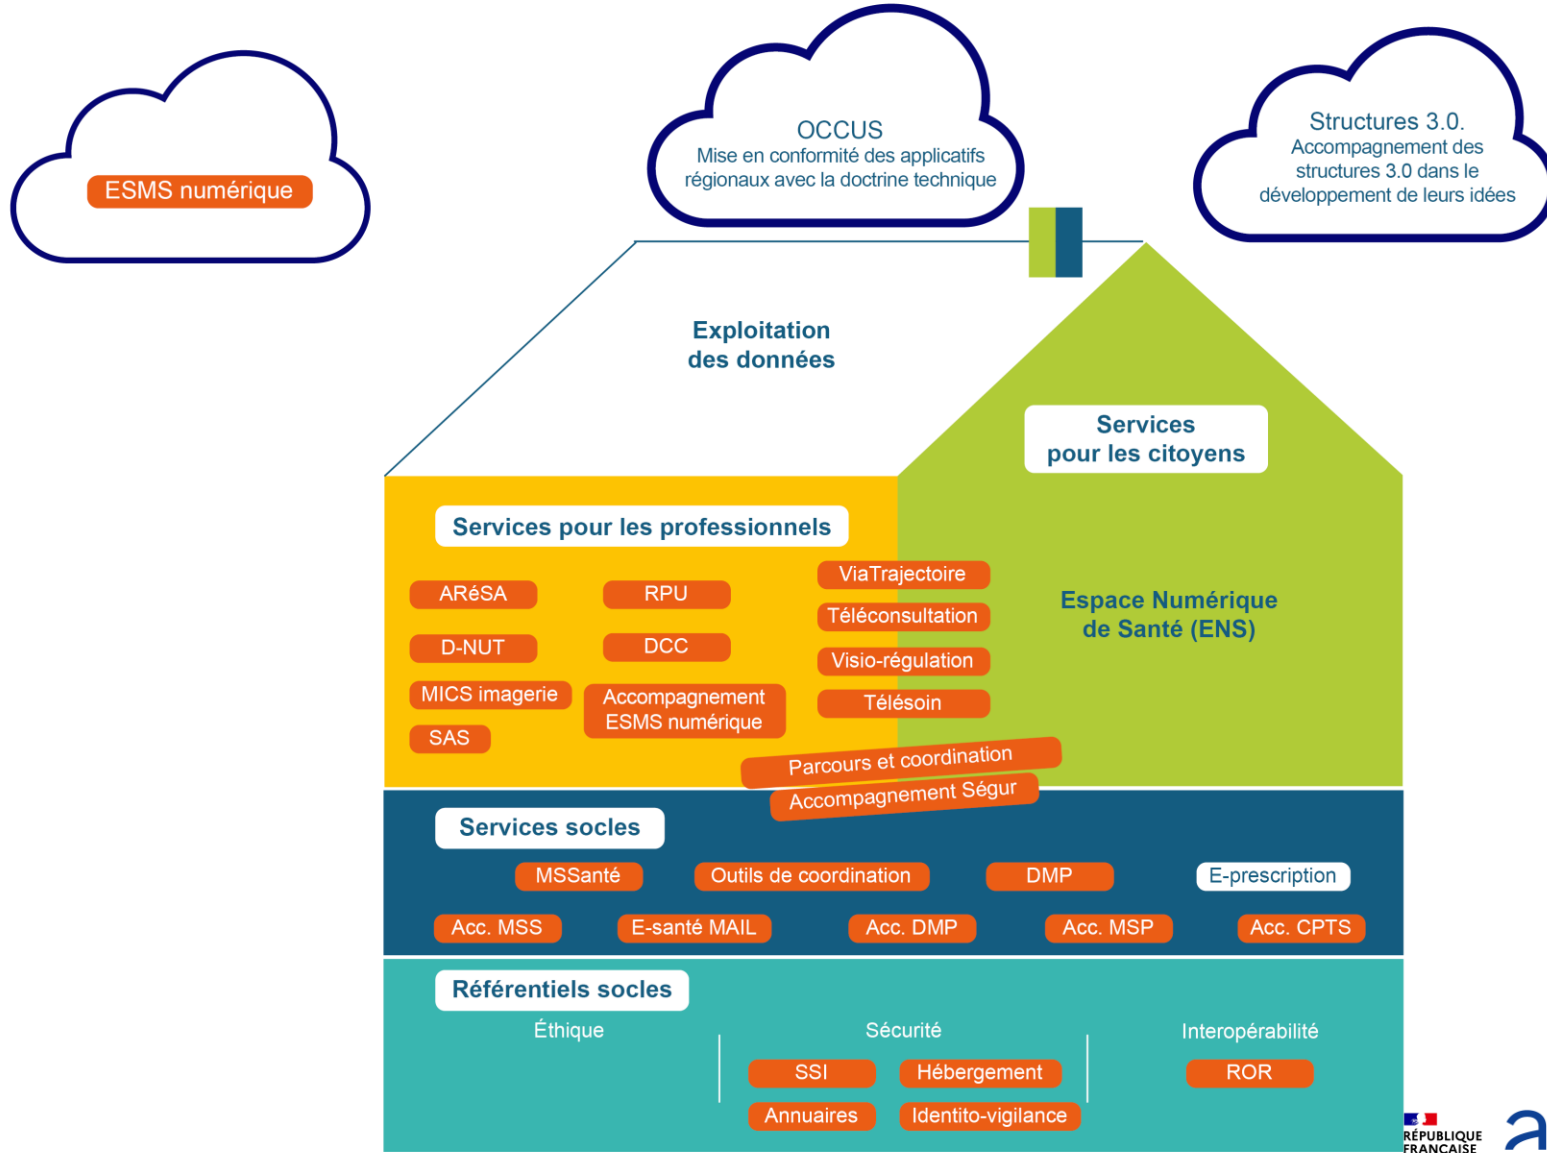 ESMS numérique
OCCUS
Mise en conformité des applicatifs
régionaux avec la doctrine technique
Structures 3.0.
Accompagnement des
structures 3.0 dans le
développement de leurs idées
Exploitation
des données
Services
pour les citoyens
Espace Numérique
de Santé (ENS)
Services pour les professionnels
ARéSA
RPU
ViaTrajectoire
Téléconsultation
D-NUT
DCC
Visio-régulation
MICS imagerie
Accompagnement
ESMS numérique
Télésoin
SAS
Parcours et coordination
Accompagnement Ségur
Services socles
MSSanté
Outils de coordination
DMP
E-prescription
Acc. MSS
E-santé MAIL
Acc. DMP
Acc. MSP
Acc. CPTS
Référentiels socles
Éthique
Sécurité
Interopérabilité
SSI
Hébergement
ROR
Annuaires
Identito-vigilance
RÉPUBLIQUE
FRANÇAISE
a